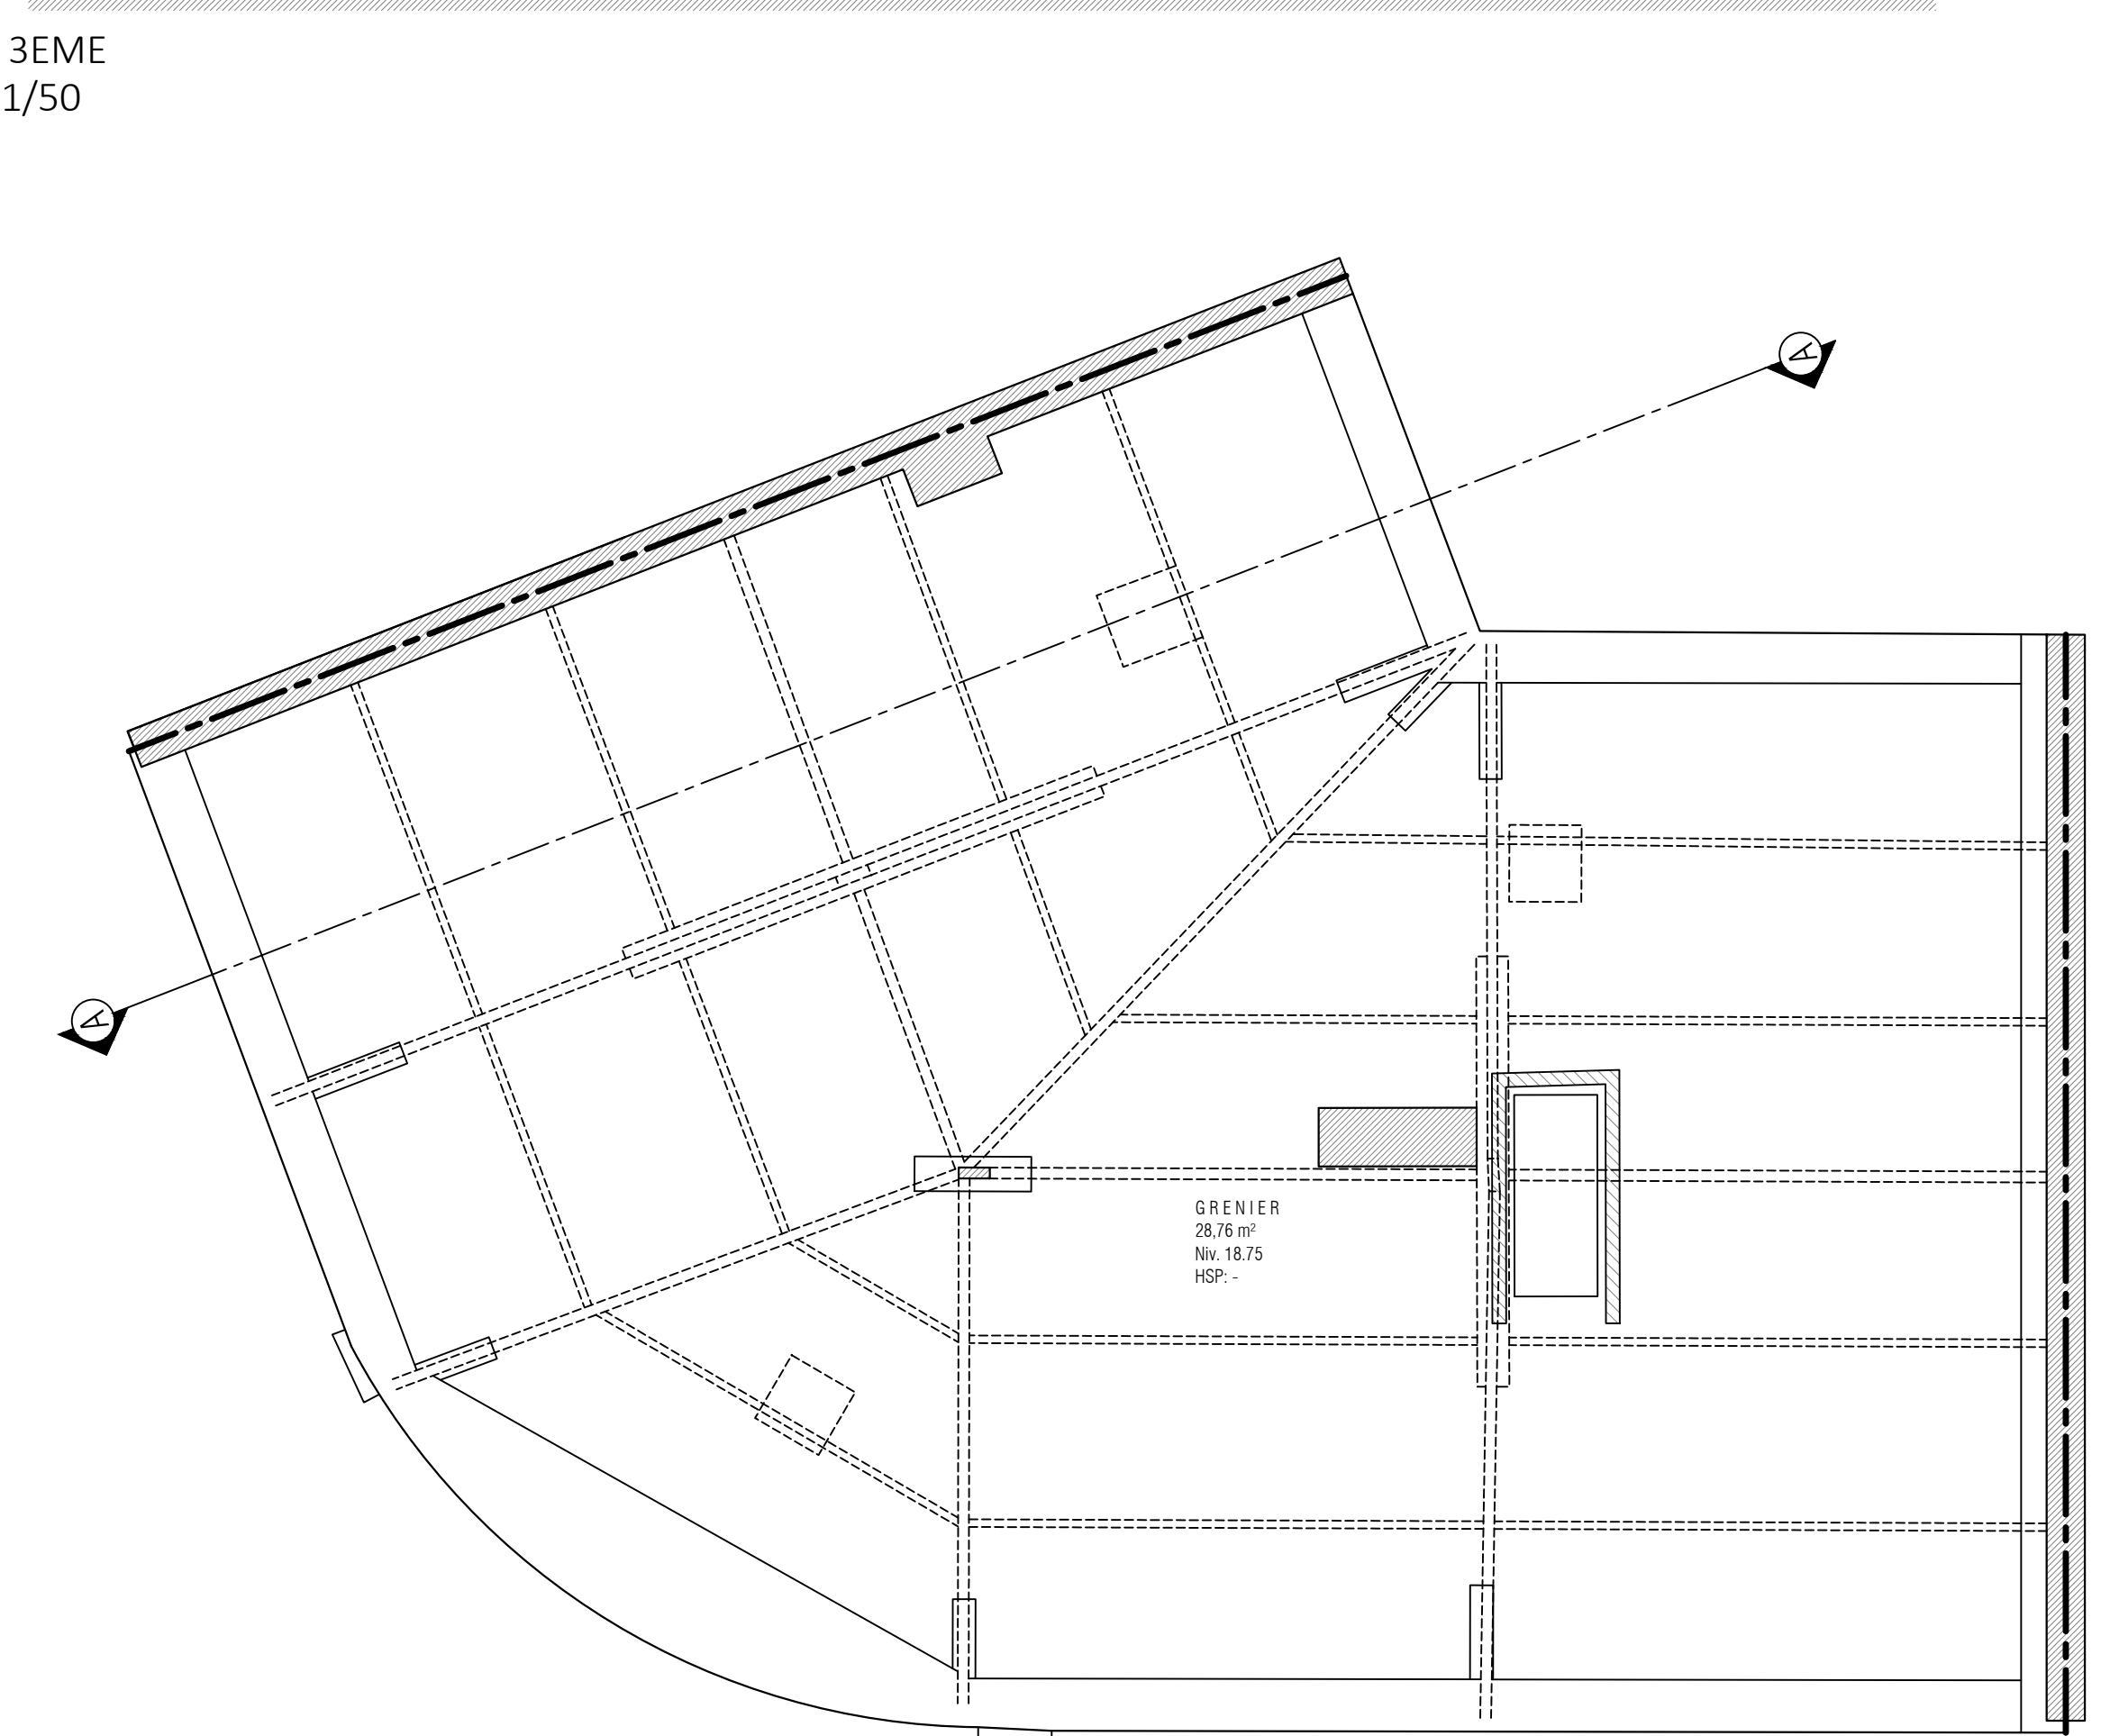 3EME
1/50
A
A
GRENIER
28,76 m²
Niv. 18.75
HSP: -